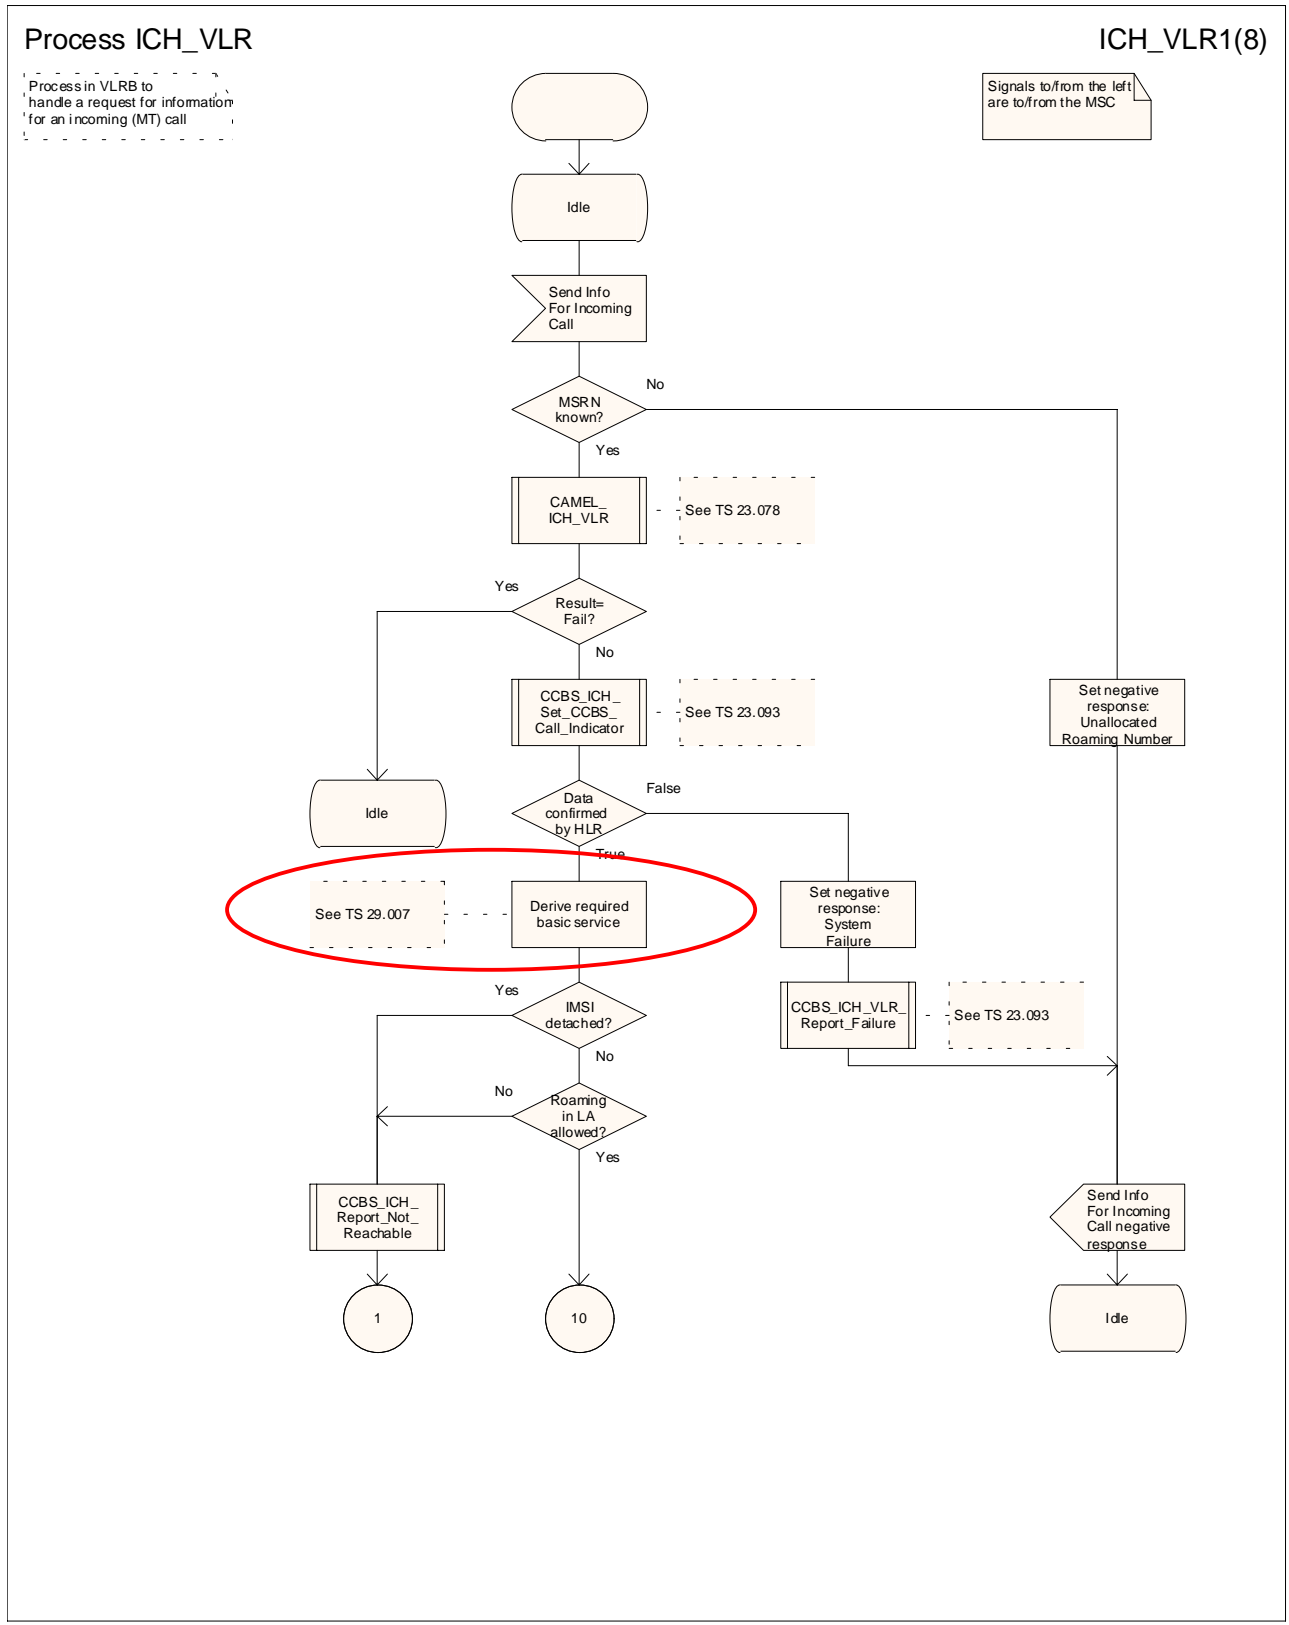 Process ICH_VLR
ICH_VLR1(8)
Process in VLRB to
handle a request for information
for an incoming (MT) call
Signals to/from the left
are to/from the MSC
Idle
Send Info
For Incoming
Call
MSRN
known?
No
Yes
CAMEL_
ICH_VLR
See TS 23.078
Yes
Result=
Fail?
No
CCBS_ICH_
Set_CCBS_
Call_Indicator
See TS 23.093
Set negative
response:
Unallocated
Roaming Number
Idle
Data
confirmed
by HLR
False
True
See TS 29.007
Derive required
basic service
Set negative
response:
System
Failure
Yes
IMSI
detached?
No
CCBS_ICH_VLR_
Report_Failure
See TS 23.093
No
Roaming
in LA
allowed?
Yes
CCBS_ICH_
Report_Not_
Reachable
Send Info
For Incoming
Call negative
response
1
10
Idle